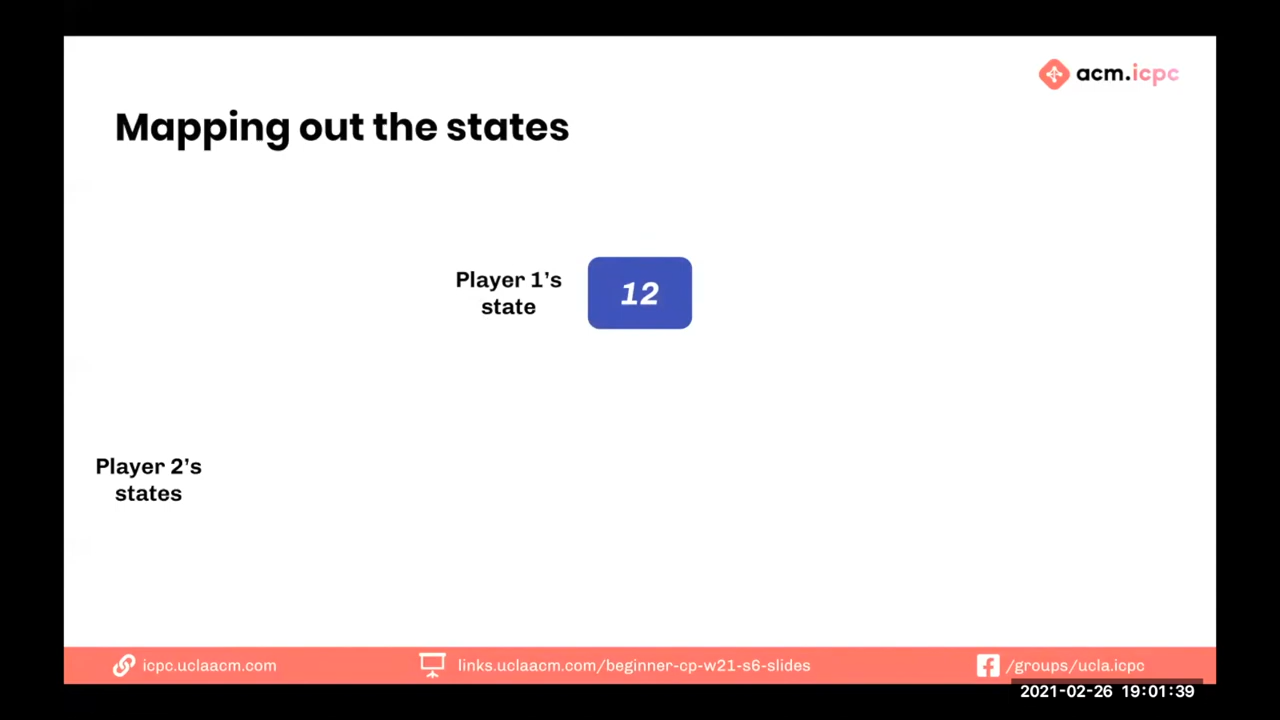 acm.icpc
Mapping out the states
Player 1's
state
12
Player 2's
states
icpc.uclaacm.com
links.uclaacm.com/beginner-cp-w21-s6-slides
/groups/ucla.icpc
2021-02-26 19:01:39